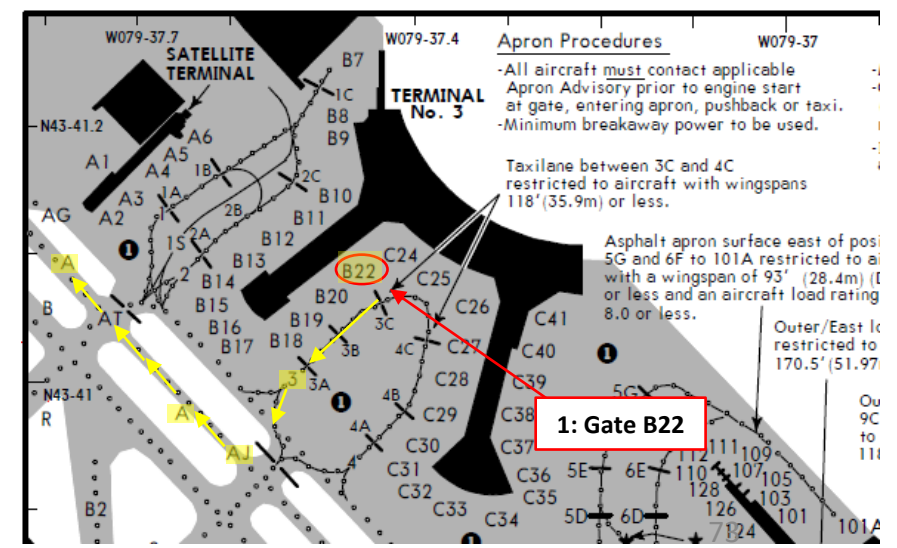 W079-37.7
W079-37.4
W079-37
SATELLITE
TERMINAL
B7
1C
TERMINAL
No. 3
B8
B9
N43-41.2
A6
A5
A4
A3
A2
A1
1B
1A
1
2C
2B
2A
1S
2
B10
B11
B12
B13
B14
B15
B16
B17
B18
B19
B20
B22
C24
C25
C26
C27
C28
C29
C30
C31
C32
C33
C34
C35
C36
C37
C38
C39
C40
C41
3C
3B
3A
3
4C
4B
4A
4
AG
A
B
AT
N43-41
R
A
AJ
B2
1
1
1
1
Apron Procedures
-All aircraft must contact applicable
Apron Advisory prior to engine start
at gate, entering apron, pushback or taxi.
-Minimum breakaway power to be used.
Taxilane between 3C and 4C
restricted to aircraft with wingspans
118'(35.9m) or less.
Asphalt apron surface east of posi
5G and 6F to 101A restricted to ai
with a wingspan of 93' (28.4m) (D
or less and an aircraft load rating
8.0 or less.
Outer/East lo
restricted to
170.5'(51.97
Ou
9C
to
118
1: Gate B22
5G
5E
6E
5D
6D
112
111
109
110
107
105
128
103
126
101
124
101A
7B